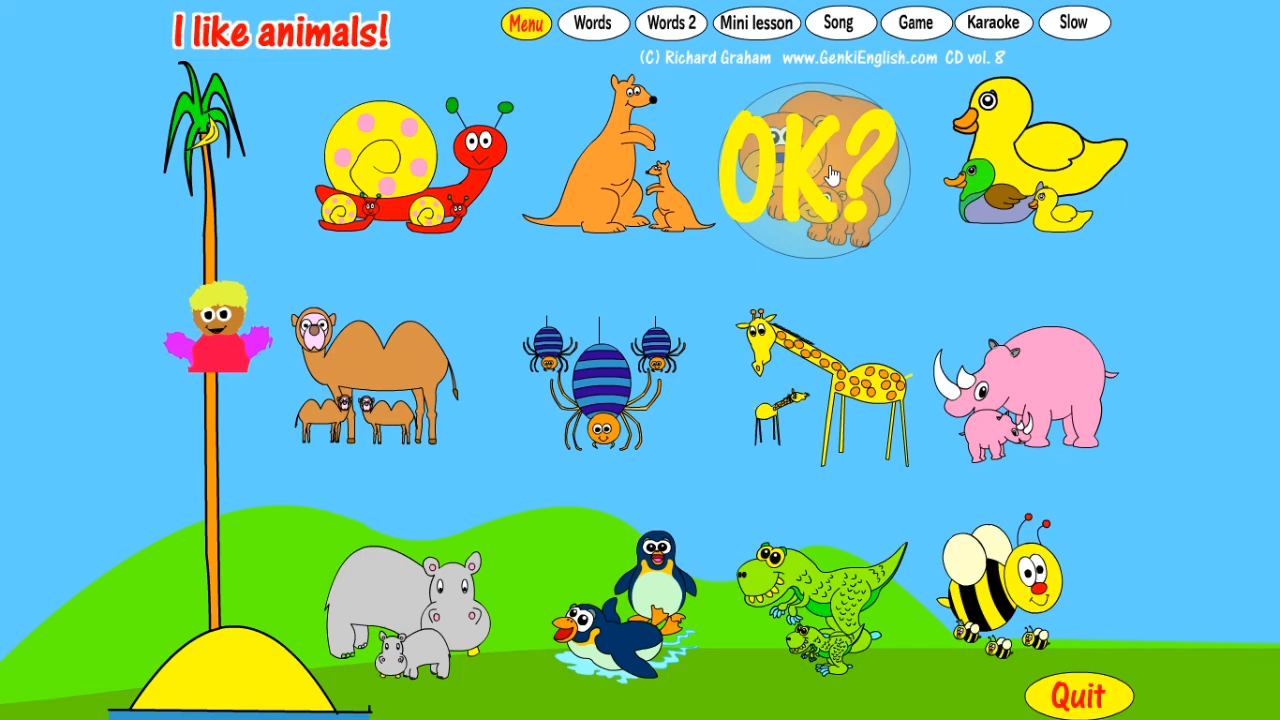 I like animals!
Menu Words Words 2 Mini lesson Song Game Karaoke Slow
(C) Richard Graham www.GenkiEnglish.com CD vol. 8
OK?
Quit